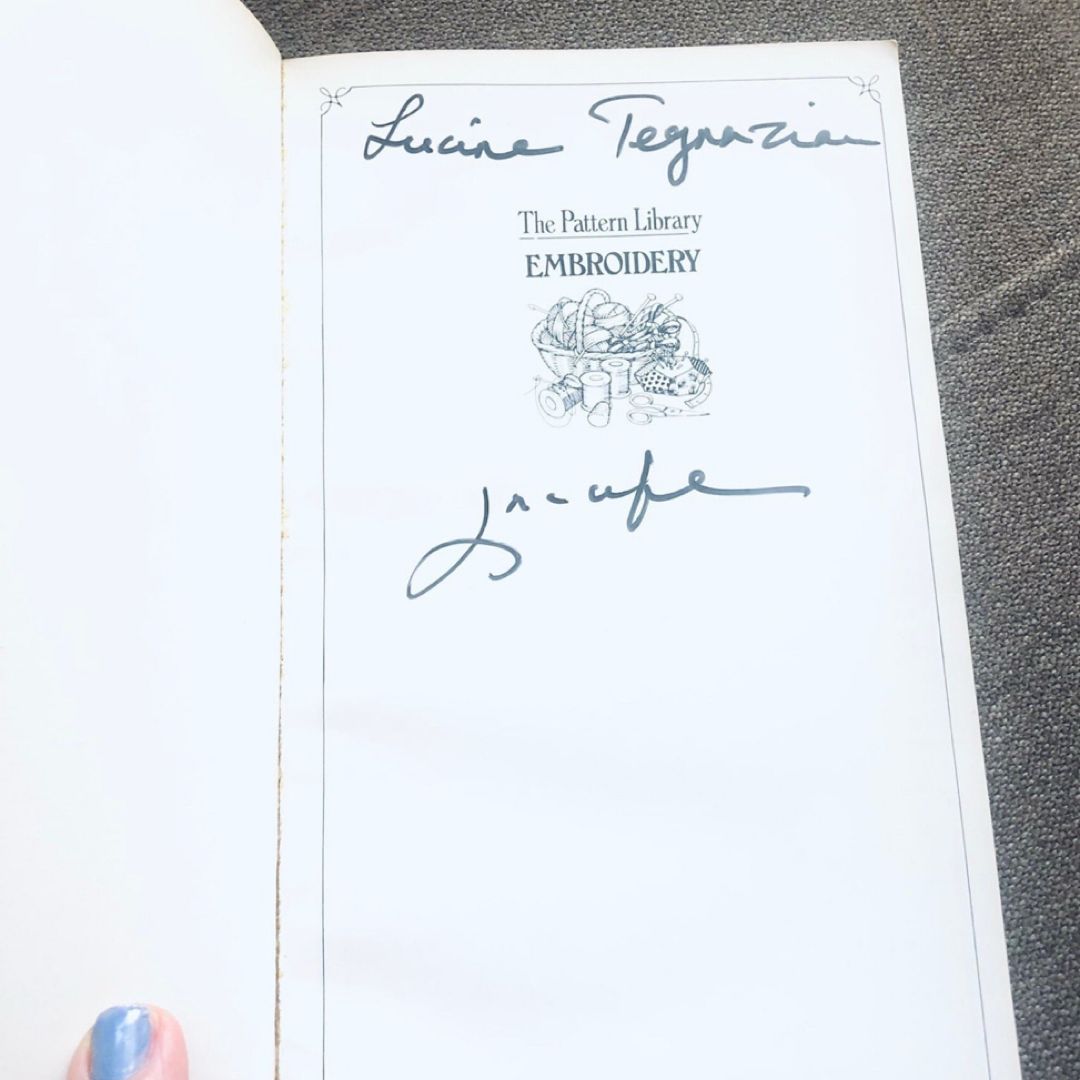 Lucine Tegnazian
The Pattern Library
EMBROIDERY